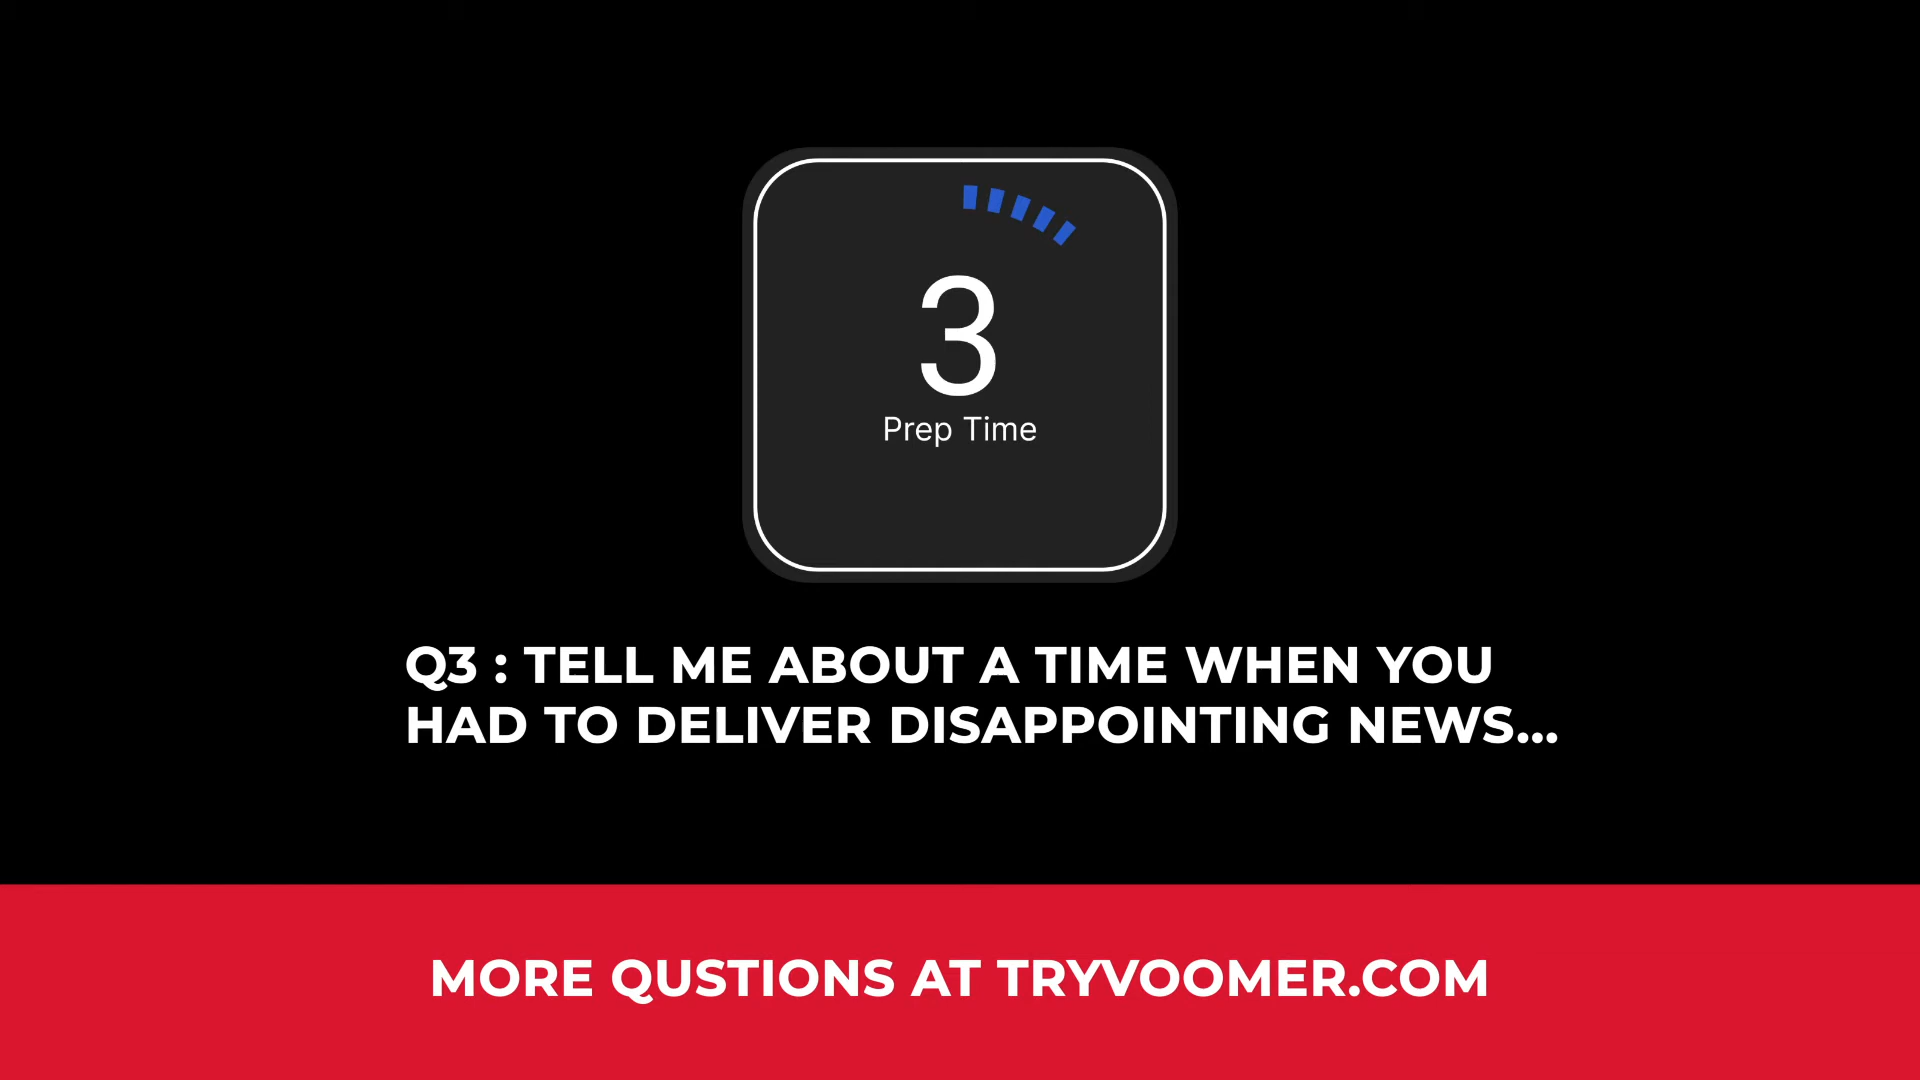 3
Prep Time
Q3 : TELL ME ABOUT A TIME WHEN YOU
HAD TO DELIVER DISAPPOINTING NEWS...
MORE QUSTIONS AT TRYVOOMER.COM